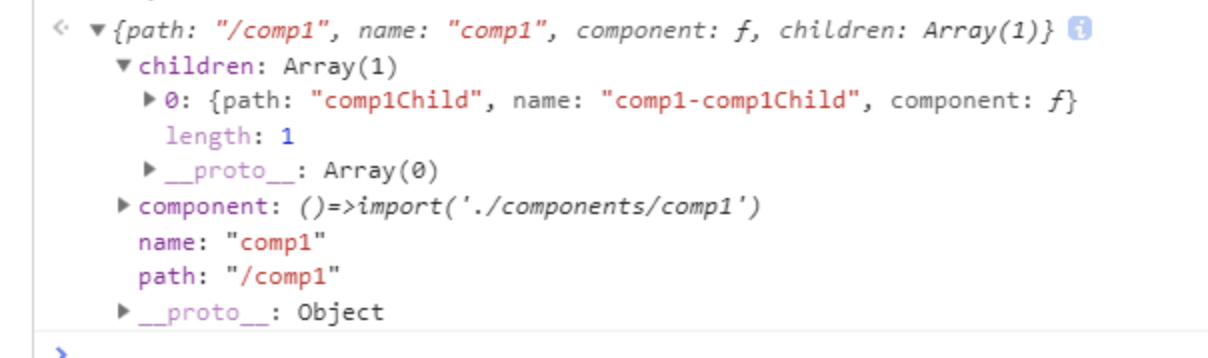 {path: "/comp1", name: "comp1", component: ƒ, children: Array(1)} i
children: Array(1)
0: {path: "comp1Child", name: "comp1-comp1Child", component: ƒ}
length: 1
__proto__: Array(0)
component: ()=>import('./components/comp1')
name: "comp1"
path: "/comp1"
__proto__: Object